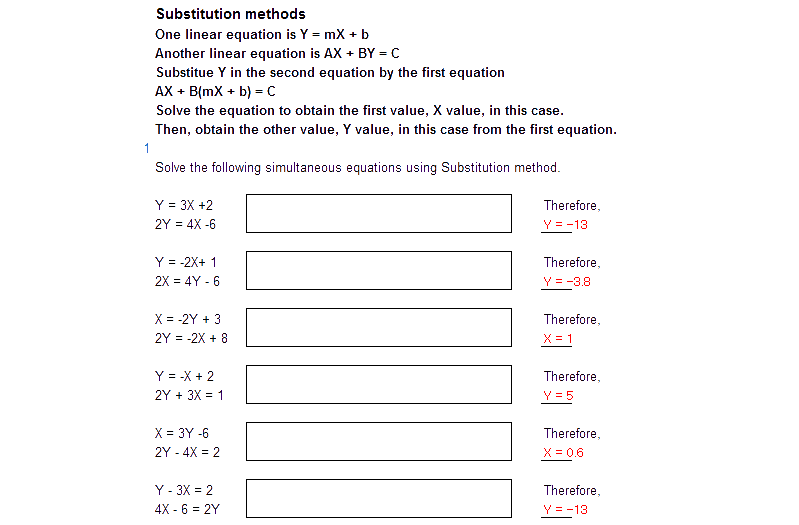 Substitution methods
One linear equation is Y = mX + b
Another linear equation is AX + BY = C
Substitue Y in the second equation by the first equation
AX + B(mX + b) = C
Solve the equation to obtain the first value, X value, in this case.
Then, obtain the other value, Y value, in this case from the first equation.
1
Solve the following simultaneous equations using Substitution method.
Y = 3X +2 Therefore,
2Y = 4X -6 Y = -13
Y = -2X+ 1 Therefore,
2X = 4Y - 6 Y = -3.8
X = -2Y + 3 Therefore,
2Y = -2X + 8 X = 1
Y = -X + 2 Therefore,
2Y + 3X = 1 Y = 5
X = 3Y -6 Therefore,
2Y - 4X = 2 X = 0.6
Y - 3X = 2 Therefore,
4X - 6 = 2Y Y = -13